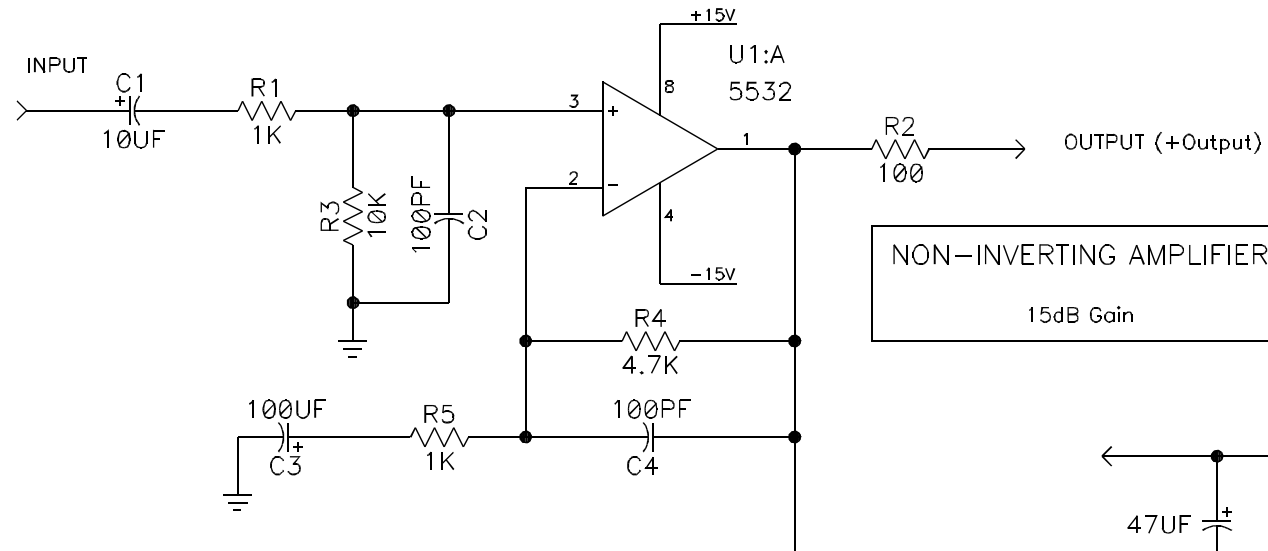 INPUT
C1
+
10UF
R1
1K
R3
10K
100PF
C2
+15V
8
U1:A
5532
3
+
2
−
1
4
−15V
R2
100
OUTPUT (+Output)
NON−INVERTING AMPLIFIER
15dB Gain
R4
4.7K
100UF
+
C3
R5
1K
100PF
C4
47UF
+